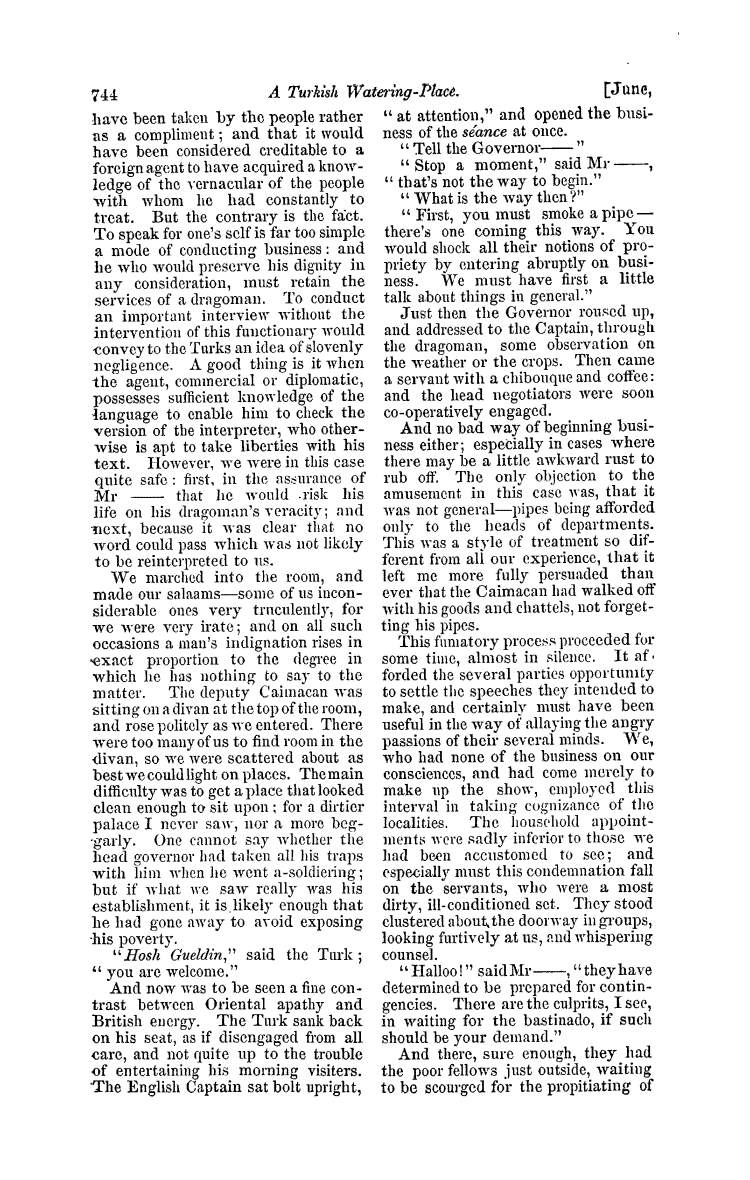 744 A Turkish Watering-Place. [June,
have been taken by the people rather
as a compliment; and that it would
have been considered creditable to a
foreign agent to have acquired a know-
ledge of the vernacular of the people
with whom he had constantly to
treat. But the contrary is the fact.
To speak for one's self is far too simple
a mode of conducting business: and
he who would preserve his dignity in
any consideration, must retain the
services of a dragoman. To conduct
an important interview without the
intervention of this functionary would
convey to the Turks an idea of slovenly
negligence. A good thing is it when
the agent, commercial or diplomatic,
possesses sufficient knowledge of the
language to enable him to check the
version of the interpreter, who other-
wise is apt to take liberties with his
text. However, we were in this case
quite safe: first, in the assurance of
Mr —— that he would risk his
life on his dragoman's veracity; and
next, because it was clear that no
word could pass which was not likely
to be reinterpreted to us.
We marched into the room, and
made our salaams—some of us incon-
siderable ones very truculently, for
we were very irate; and on all such
occasions a man's indignation rises in
exact proportion to the degree in
which he has nothing to say to the
matter. The deputy Caimacan was
sitting on a divan at the top of the room,
and rose politely as we entered. There
were too many of us to find room in the
divan, so we were scattered about as
best we could light on places. The main
difficulty was to get a place that looked
clean enough to sit upon; for a dirtier
palace I never saw, nor a more beg-
garly. One cannot say whether the
head governor had taken all his traps
with him when he went a-soldiering;
but if what we saw really was his
establishment, it is likely enough that
he had gone away to avoid exposing
his poverty.
"Hosh Gueldin," said the Turk;
"you are welcome."
And now was to be seen a fine con-
trast between Oriental apathy and
British energy. The Turk sank back
on his seat, as if disengaged from all
care, and not quite up to the trouble
of entertaining his morning visiters.
The English Captain sat bolt upright,
"at attention," and opened the busi-
ness of the séance at once.
"Tell the Governor——"
"Stop a moment," said Mr ——,
"that's not the way to begin."
"What is the way then?"
"First, you must smoke a pipe—
there's one coming this way. You
would shock all their notions of pro-
priety by entering abruptly on busi-
ness. We must have first a little
talk about things in general."
Just then the Governor roused up,
and addressed to the Captain, through
the dragoman, some observation on
the weather or the crops. Then came
a servant with a chibouque and coffee:
and the head negotiators were soon
co-operatively engaged.
And no bad way of beginning busi-
ness either; especially in cases where
there may be a little awkward rust to
rub off. The only objection to the
amusement in this case was, that it
was not general—pipes being afforded
only to the heads of departments.
This was a style of treatment so dif-
ferent from all our experience, that it
left me more fully persuaded than
ever that the Caimacan had walked off
with his goods and chattels, not forget-
ting his pipes.
This fumatory process proceeded for
some time, almost in silence. It af-
forded the several parties opportunity
to settle the speeches they intended to
make, and certainly must have been
useful in the way of allaying the angry
passions of their several minds. We,
who had none of the business on our
consciences, and had come merely to
make up the show, employed this
interval in taking cognizance of the
localities. The household appoint-
ments were sadly inferior to those we
had been accustomed to see; and
especially must this condemnation fall
on the servants, who were a most
dirty, ill-conditioned set. They stood
clustered about the doorway in groups,
looking furtively at us, and whispering
counsel.
"Halloo!" said Mr ——, "they have
determined to be prepared for contin-
gencies. There are the culprits, I see,
in waiting for the bastinado, if such
should be your demand."
And there, sure enough, they had
the poor fellows just outside, waiting
to be scourged for the propitiating of